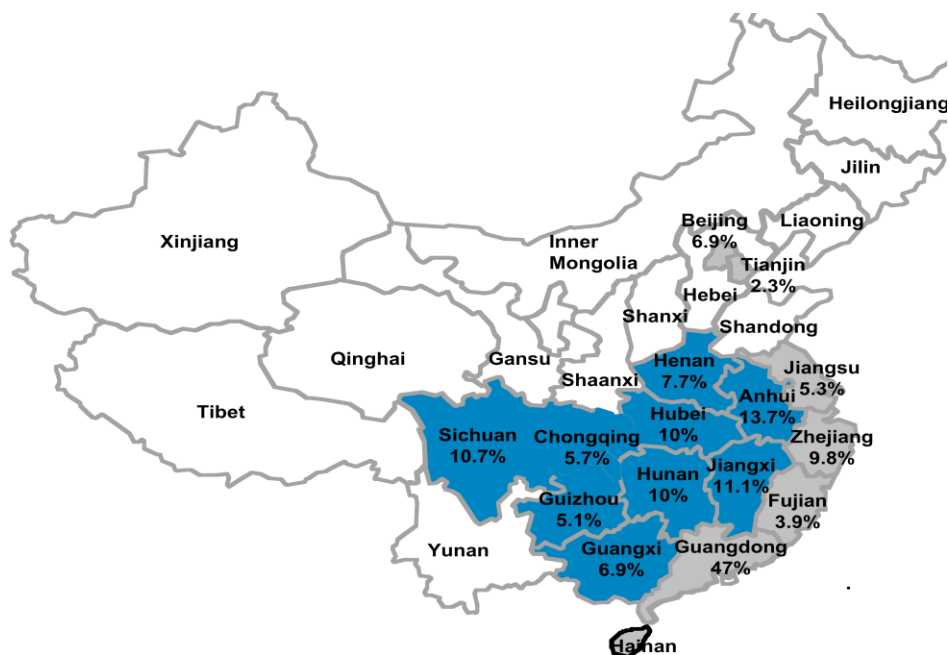 Heilongjiang
Jilin
Beijing
6.9%
Liaoning
Xinjiang
Inner
Mongolia
Tianjin
2.3%
Hebei
Shanxi
Shandong
Qinghai
Gansu
Henan
7.7%
Jiangsu
5.3%
Shaanxi
Anhui
13.7%
Tibet
Hubei
10%
Sichuan
10.7%
Chongqing
5.7%
Zhejiang
9.8%
Hunan
10%
Jiangxi
11.1%
Guizhou
5.1%
Fujian
3.9%
Yunan
Guangxi
6.9%
Guangdong
47%
Hainan